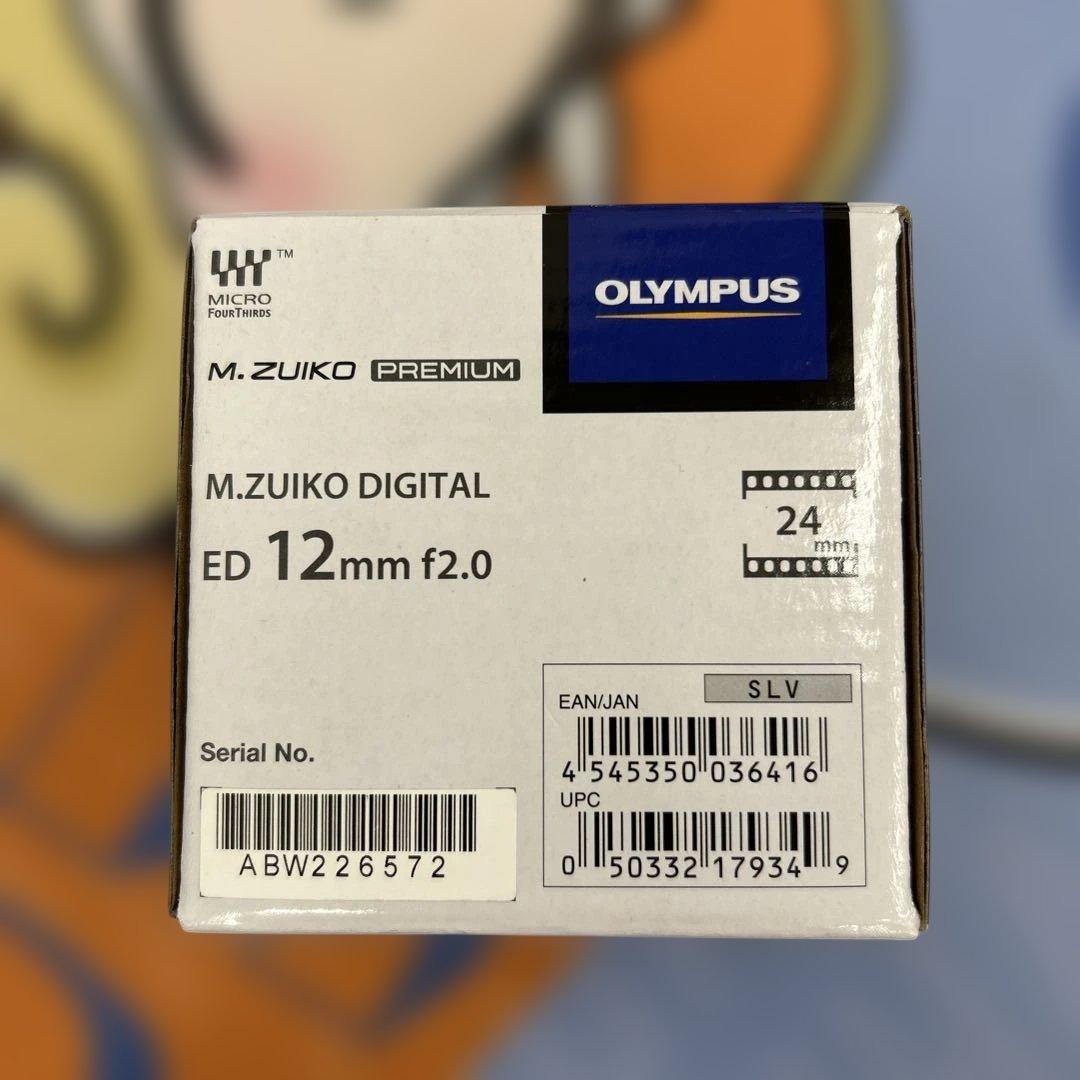 TM
MICRO
FOURTHIRDS
OLYMPUS
M.ZUIKO PREMIUM
M.ZUIKO DIGITAL
ED 12mm f2.0
24
mm
SLV
EAN/JAN
4 545350 036416
UPC
0 50332 17934 9
Serial No.
ABW226572